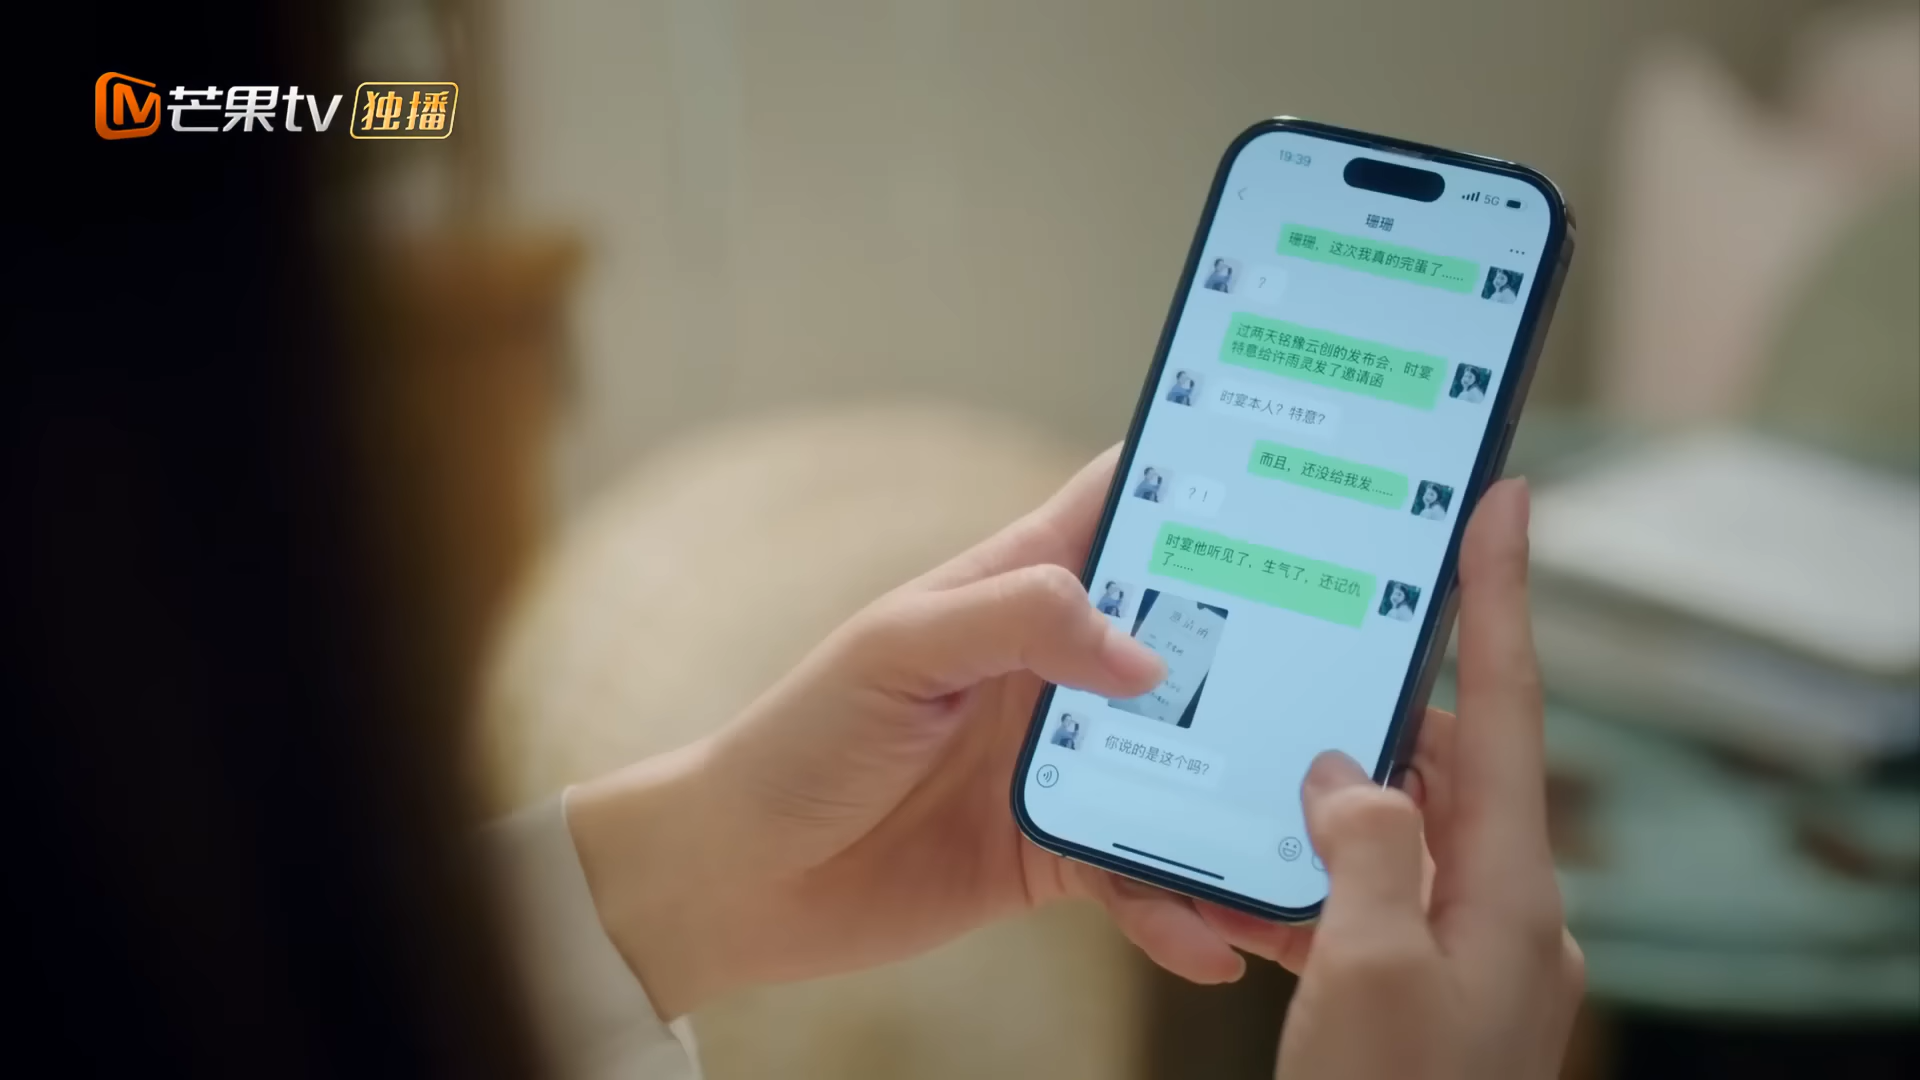 芒果tv 独播
19:39
5G
珊珊
珊珊，这次我真的完蛋了......
？
过两天铭豫云创的发布会，时宴
特意给许雨灵发了邀请函
时宴本人？特意？
而且，还没给我发......
？！
时宴他听见了，生气了，还记仇
了......
你说的是这个吗？